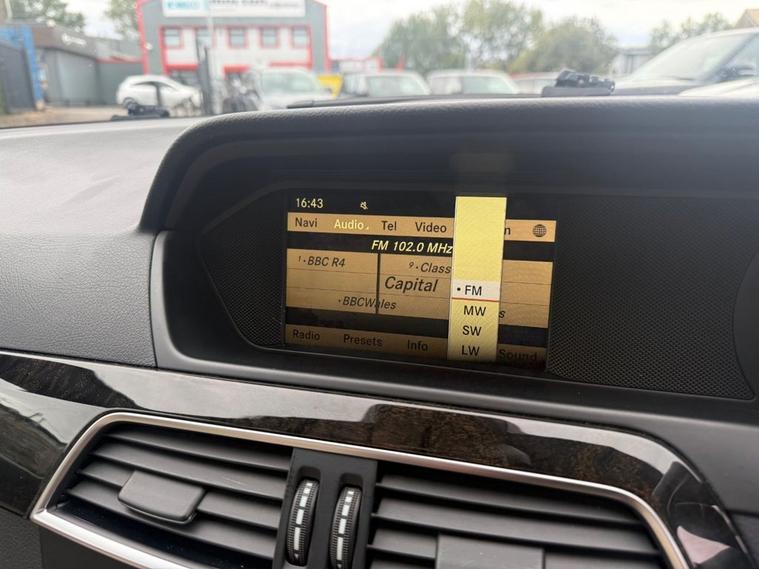 16:43
Navi Audio Tel Video n
FM 102.0 MHz
1 •BBC R4 9 •Class
Capital
•BBCWales s
Radio Presets Info Sound
• FM
MW
SW
LW